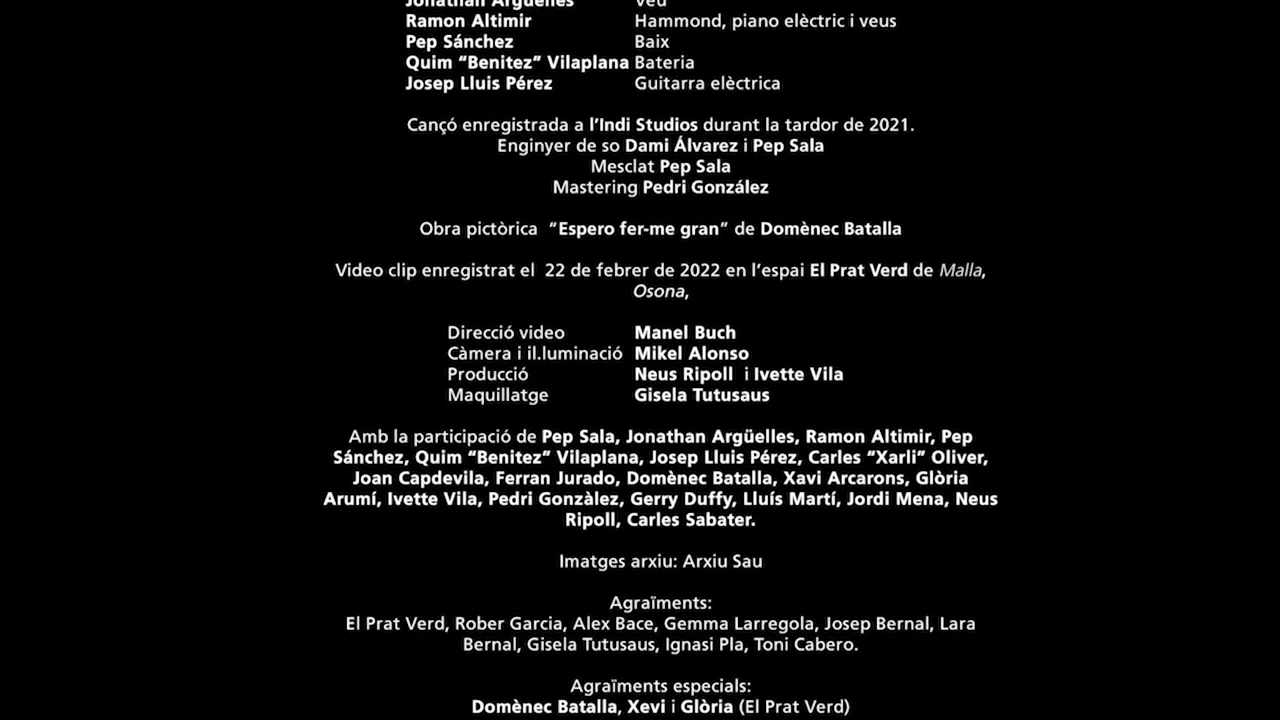 Jonathan Argüelles Veu
Ramon Altimir Hammond, piano elèctric i veus
Pep Sánchez Baix
Quim “Benitez” Vilaplana Bateria
Josep Lluis Pérez Guitarra elèctrica
Cançó enregistrada a l’Indi Studios durant la tardor de 2021.
Enginyer de so Dami Álvarez i Pep Sala
Mesclat Pep Sala
Mastering Pedri González
Obra pictòrica “Espero fer-me gran” de Domènec Batalla
Video clip enregistrat el 22 de febrer de 2022 en l’espai El Prat Verd de Malla,
Osona,
Direcció video Manel Buch
Càmera i il.luminació Mikel Alonso
Producció Neus Ripoll i Ivette Vila
Maquillatge Gisela Tutusaus
Amb la participació de Pep Sala, Jonathan Argüelles, Ramon Altimir, Pep
Sánchez, Quim “Benitez” Vilaplana, Josep Lluis Pérez, Carles “Xarli” Oliver,
Joan Capdevila, Ferran Jurado, Domènec Batalla, Xavi Arcarons, Glòria
Arumí, Ivette Vila, Pedri Gonzàlez, Gerry Duffy, Lluís Martí, Jordi Mena, Neus
Ripoll, Carles Sabater.
Imatges arxiu: Arxiu Sau
Agraïments:
El Prat Verd, Rober Garcia, Alex Bace, Gemma Larregola, Josep Bernal, Lara
Bernal, Gisela Tutusaus, Ignasi Pla, Toni Cabero.
Agraïments especials:
Domènec Batalla, Xevi i Glòria (El Prat Verd)